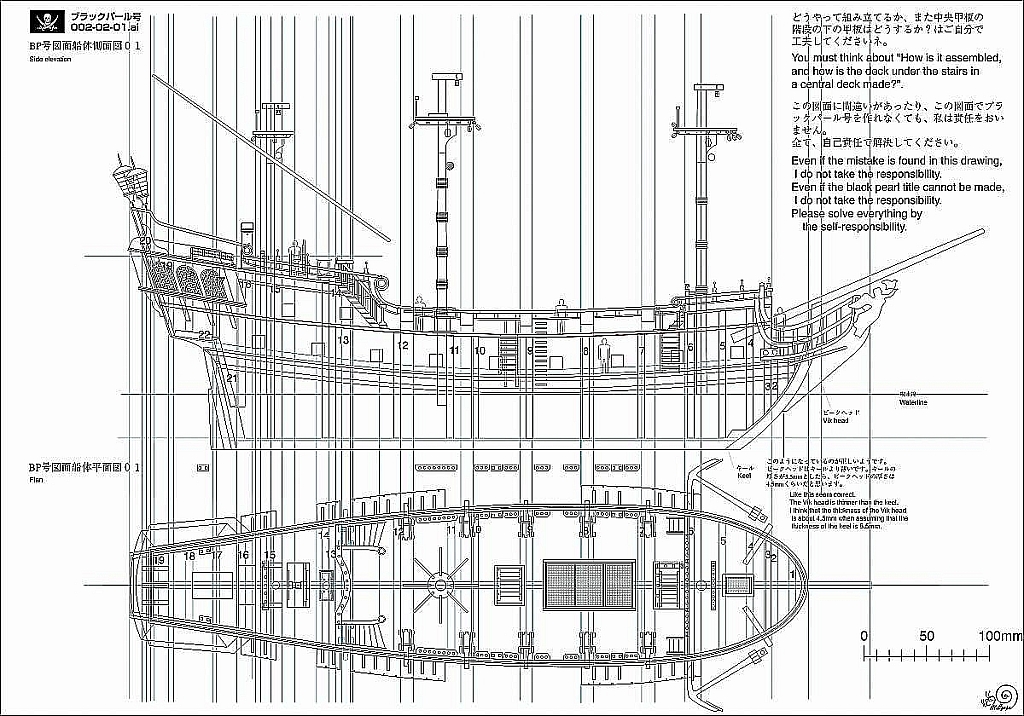 ブラックパール号
002-02-01.ai
BP号図面船体側面図01
Side elevasion
どうやって組み立てるか、また中央甲板の
階段の下の甲板はどうするか？はご自分で
工夫してくださいネ。
You must think about "How is it assembled,
and how is the deck under the stairs in
a central deck made?".
この図面に間違いがあったり、この図面でブラ
ックパール号を作れなくても、私は責任をおい
ません。
全て、自己責任で解決してください。
Even if the mistake is found in this drawing,
I do not take the responsibility.
Even if the black pearl title cannot be made,
I do not take the responsibility.
Please solve everything by
the self-responsibility.
20
16
15
14
13
12
11
10
9
8
7
6
5
4
3 2
22
21
Waterline
ビークヘッド
Vik head
BP号図面船体平面図01
Plan
キール
Keel
このようになっているのが正しいようです。
ビークヘッドはキールより薄いです。キールの
厚さが5.5mmとしたら、ビークヘッドの厚さは
4.5mmくらいだと思います。
Like this seems correct.
The Vik head is thinner than the keel.
I think that the thickness of the Vik head
is about 4.5mm when assuming that the
thickness of the keel is 5.5mm.
19
18
17
16
15
14
13
12
11
9
8
7
5
4
3 2
1
0 50 100mm